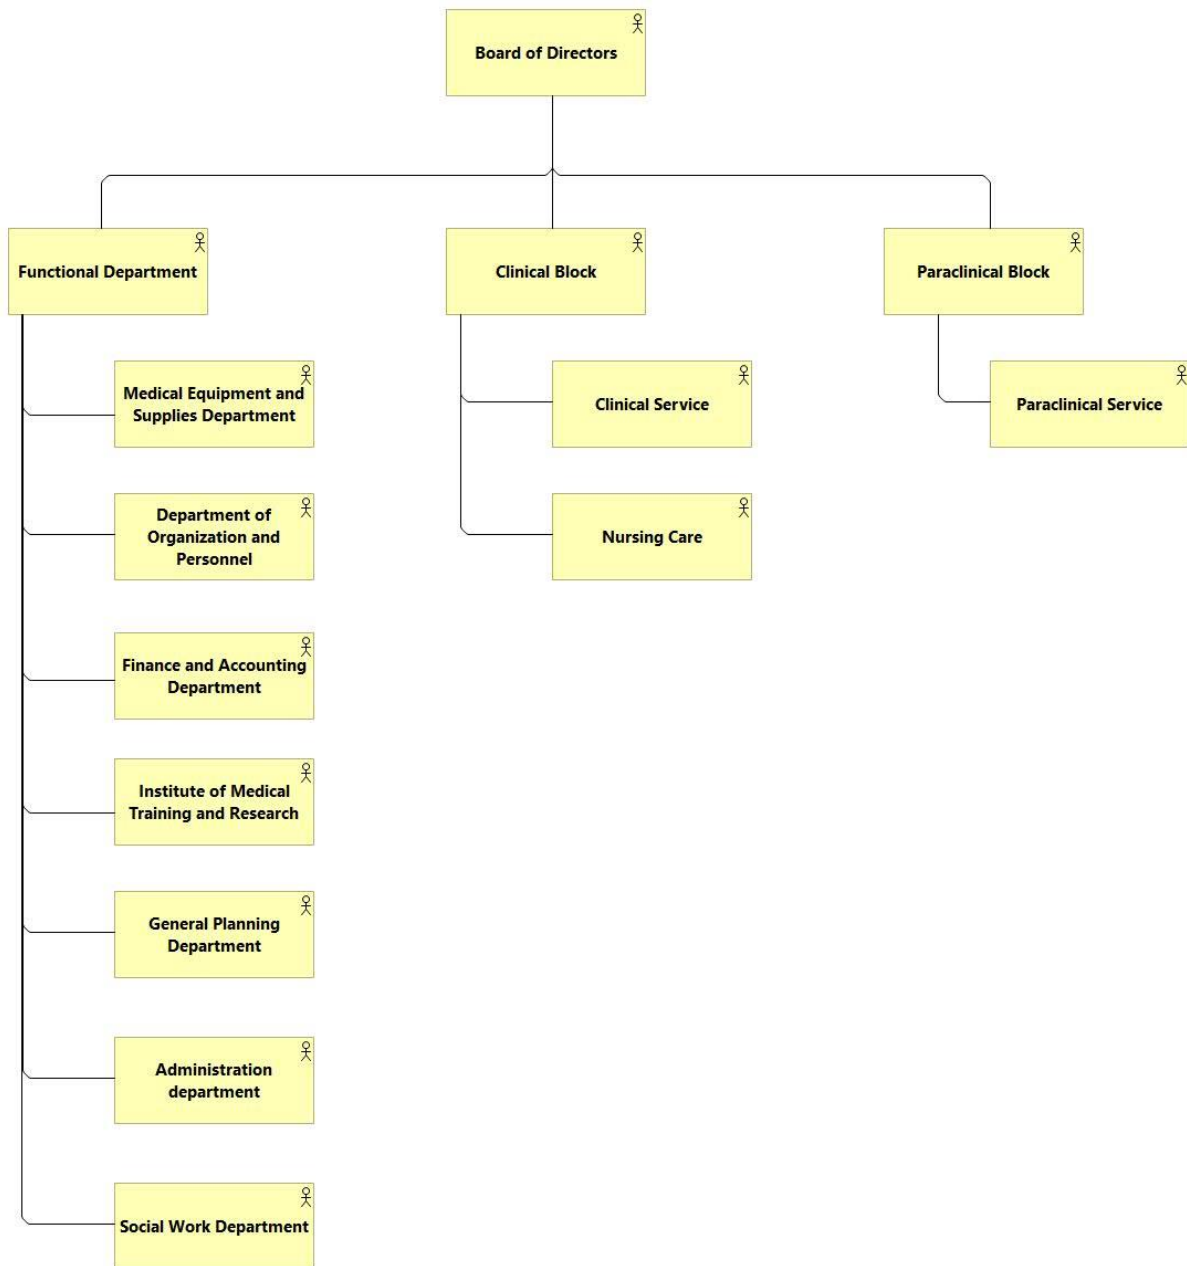 Board of Directors
Functional Department
Clinical Block
Paraclinical Block
Medical Equipment and
Supplies Department
Clinical Service
Paraclinical Service
Department of
Organization and
Personnel
Nursing Care
Finance and Accounting
Department
Institute of Medical
Training and Research
General Planning
Department
Administration
department
Social Work Department